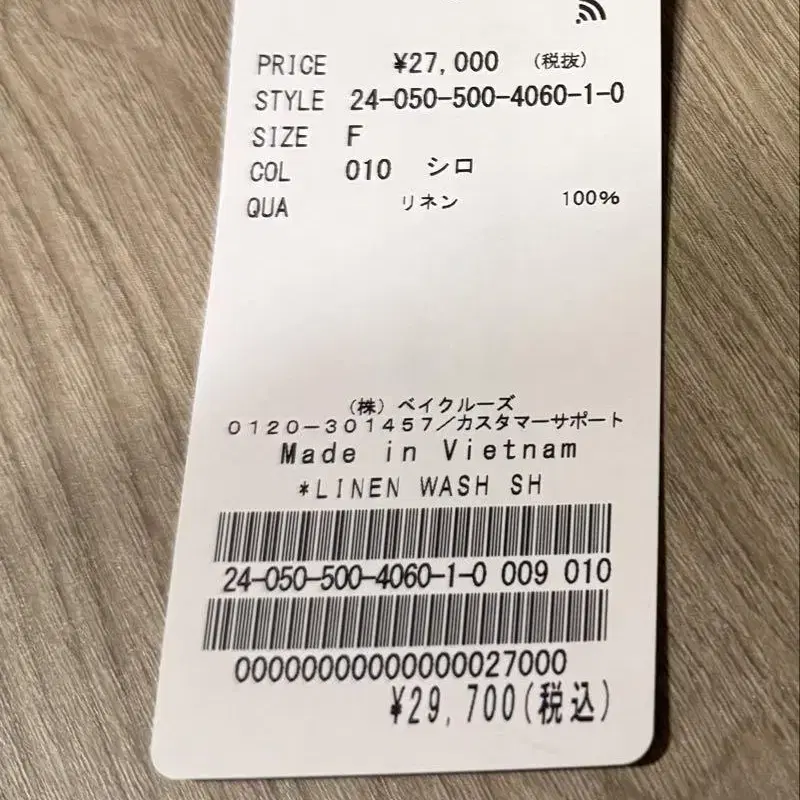 PRICE ¥27,000 (税抜)
STYLE 24-050-500-4060-1-0
SIZE F
COL 010 シロ
QUA リネン 100%
(株) ベイクルーズ
0120-301457/カスタマーサポート
Made in Vietnam
*LINEN WASH SH
24-050-500-4060-1-0 009 010
00000000000000027000
¥29,700(税込)